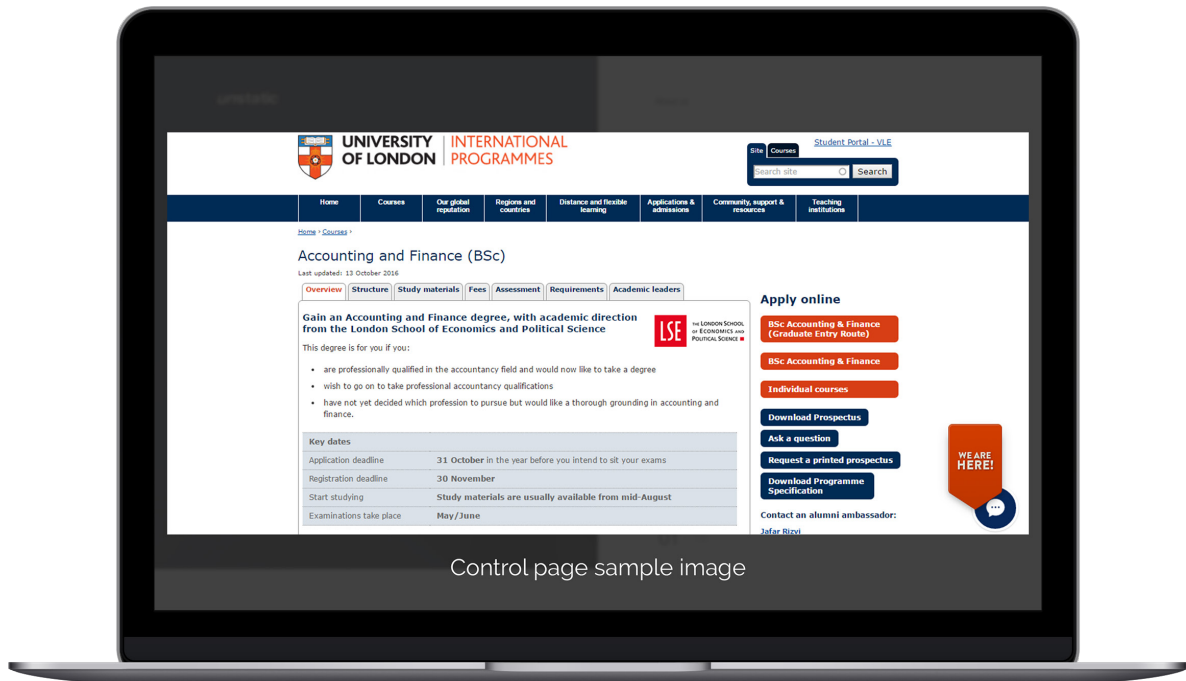 UNIVERSITY
OF LONDON
INTERNATIONAL
PROGRAMMES
Student Portal - VLE
Site Courses
Search site Search
Home Courses Our global reputation Regions and countries Distance and flexible learning Applications & admissions Community, support & resources Teaching institutions
Home › Courses ›
Accounting and Finance (BSc)
Last updated: 13 October 2016
Overview Structure Study materials Fees Assessment Requirements Academic leaders
Gain an Accounting and Finance degree, with academic direction
from the London School of Economics and Political Science
LSE
THE LONDON SCHOOL
OF ECONOMICS AND
POLITICAL SCIENCE
This degree is for you if you:
• are professionally qualified in the accountancy field and would now like to take a degree
• wish to go on to take professional accountancy qualifications
• have not yet decided which profession to pursue but would like a thorough grounding in accounting and
finance.
Key dates
Application deadline 31 October in the year before you intend to sit your exams
Registration deadline 30 November
Start studying Study materials are usually available from mid-August
Examinations take place May/June
Apply online
BSc Accounting & Finance
(Graduate Entry Route)
BSc Accounting & Finance
Individual courses
Download Prospectus
Ask a question
Request a printed prospectus
Download Programme
Specification
Contact an alumni ambassador:
Jafar Rizvi
WE ARE
HERE!
Control page sample image